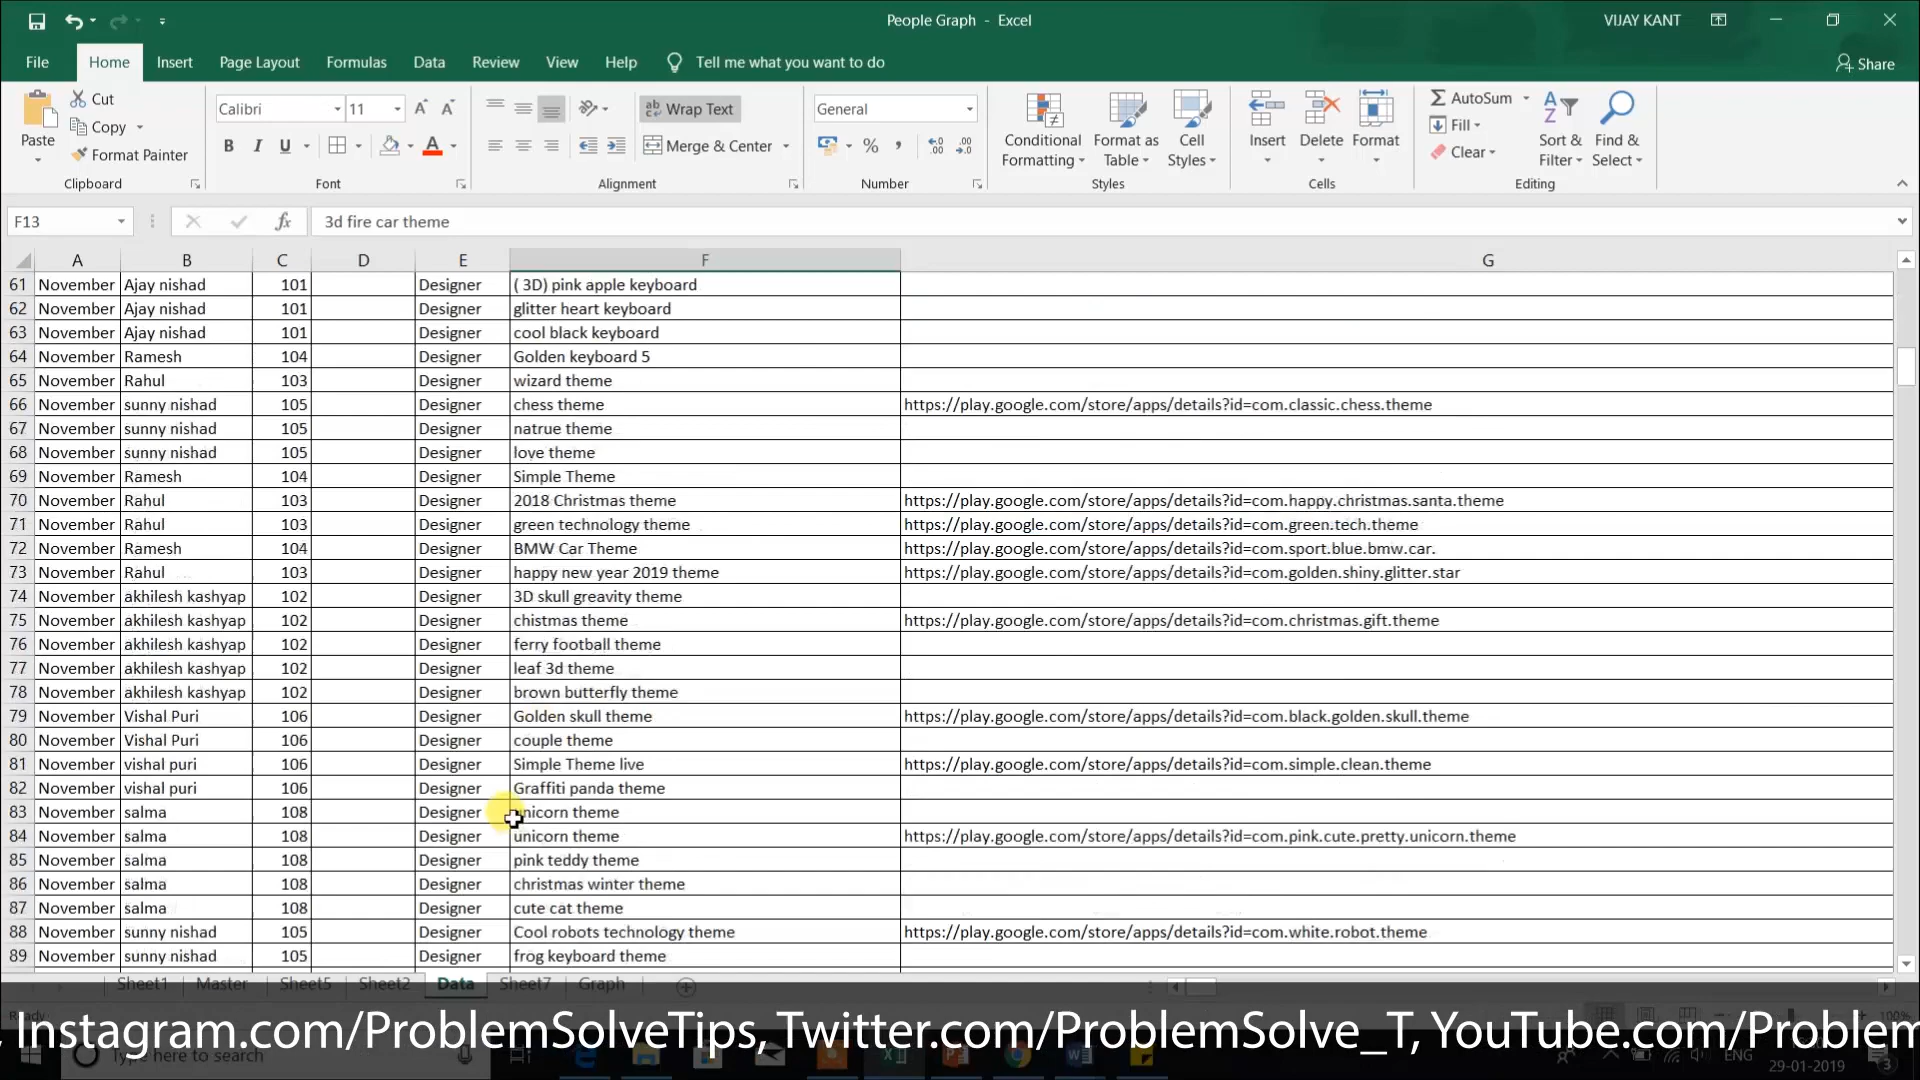 People Graph - Excel
VIJAY KANT
File Home Insert Page Layout Formulas Data Review View Help Tell me what you want to do Share
Paste Cut Copy Format Painter Clipboard
Calibri 11 B I U A Font
Wrap Text Merge & Center Alignment
General % Number
Conditional Formatting Format as Table Cell Styles Styles
Insert Delete Format Cells
AutoSum Fill Clear Sort & Filter Find & Select Editing
F13 fx 3d fire car theme
A B C D E F G
61 November Ajay nishad 101 Designer ( 3D) pink apple keyboard
62 November Ajay nishad 101 Designer glitter heart keyboard
63 November Ajay nishad 101 Designer cool black keyboard
64 November Ramesh 104 Designer Golden keyboard 5
65 November Rahul 103 Designer wizard theme
66 November sunny nishad 105 Designer chess theme https://play.google.com/store/apps/details?id=com.classic.chess.theme
67 November sunny nishad 105 Designer natrue theme
68 November sunny nishad 105 Designer love theme
69 November Ramesh 104 Designer Simple Theme
70 November Rahul 103 Designer 2018 Christmas theme https://play.google.com/store/apps/details?id=com.happy.christmas.santa.theme
71 November Rahul 103 Designer green technology theme https://play.google.com/store/apps/details?id=com.green.tech.theme
72 November Ramesh 104 Designer BMW Car Theme https://play.google.com/store/apps/details?id=com.sport.blue.bmw.car.
73 November Rahul 103 Designer happy new year 2019 theme https://play.google.com/store/apps/details?id=com.golden.shiny.glitter.star
74 November akhilesh kashyap 102 Designer 3D skull greavity theme
75 November akhilesh kashyap 102 Designer chistmas theme https://play.google.com/store/apps/details?id=com.christmas.gift.theme
76 November akhilesh kashyap 102 Designer ferry football theme
77 November akhilesh kashyap 102 Designer leaf 3d theme
78 November akhilesh kashyap 102 Designer brown butterfly theme
79 November Vishal Puri 106 Designer Golden skull theme https://play.google.com/store/apps/details?id=com.black.golden.skull.theme
80 November Vishal Puri 106 Designer couple theme
81 November vishal puri 106 Designer Simple Theme live https://play.google.com/store/apps/details?id=com.simple.clean.theme
82 November vishal puri 106 Designer Graffiti panda theme
83 November salma 108 Designer unicorn theme
84 November salma 108 Designer unicorn theme https://play.google.com/store/apps/details?id=com.pink.cute.pretty.unicorn.theme
85 November salma 108 Designer pink teddy theme
86 November salma 108 Designer christmas winter theme
87 November salma 108 Designer cute cat theme
88 November sunny nishad 105 Designer Cool robots technology theme https://play.google.com/store/apps/details?id=com.white.robot.theme
89 November sunny nishad 105 Designer frog keyboard theme
Sheet1 Master Sheet5 Sheet2 Data Sheet7 Graph
Ready 100%
, Instagram.com/ProblemSolveTips, Twitter.com/ProblemSolve_T, YouTube.com/Problem
Type here to search ENG
29-01-2019
3